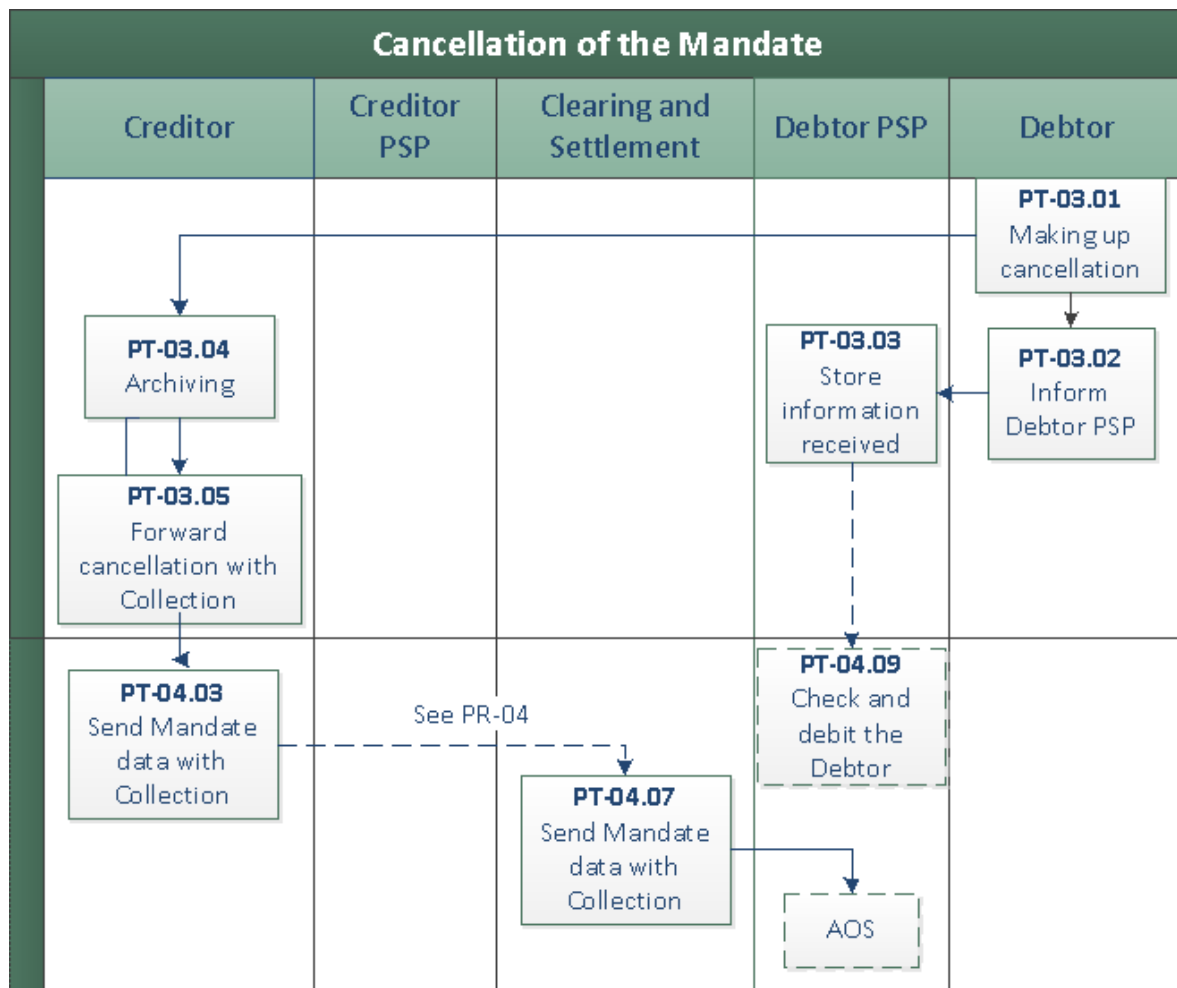 Cancellation of the Mandate
Creditor
Creditor
PSP
Clearing and
Settlement
Debtor PSP
Debtor
PT-03.01
Making up
cancellation
PT-03.04
Archiving
PT-03.03
Store
information
received
PT-03.02
Inform
Debtor PSP
PT-03.05
Forward
cancellation with
Collection
PT-04.03
Send Mandate
data with
Collection
See PR-04
PT-04.07
Send Mandate
data with
Collection
PT-04.09
Check and
debit the
Debtor
AOS